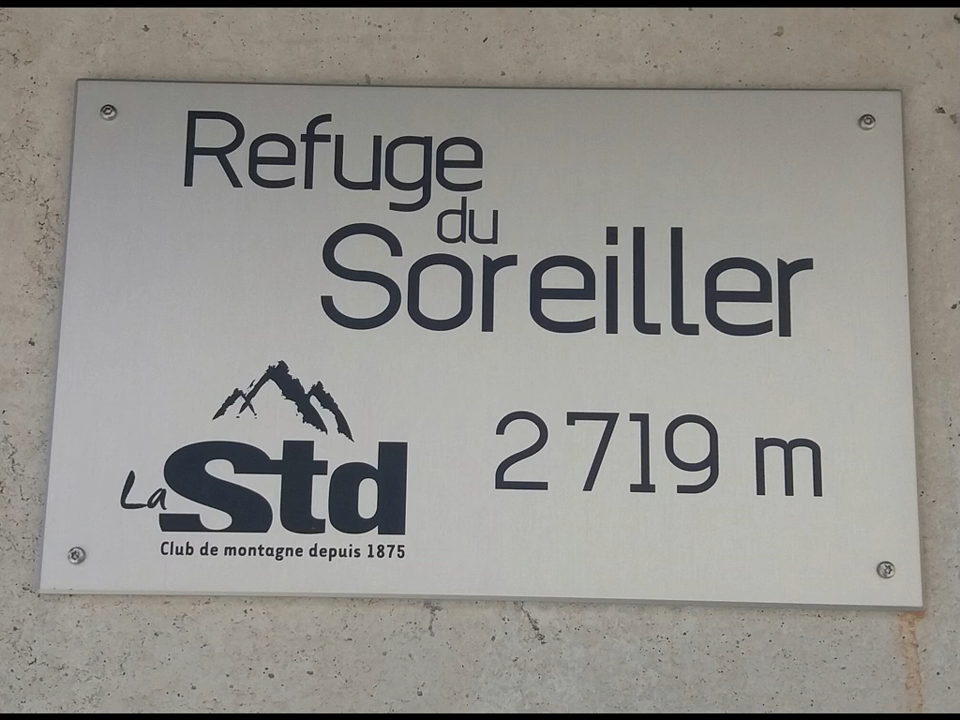 Refuge
du
Soreiller
2719 m
La Std
Club de montagne depuis 1875